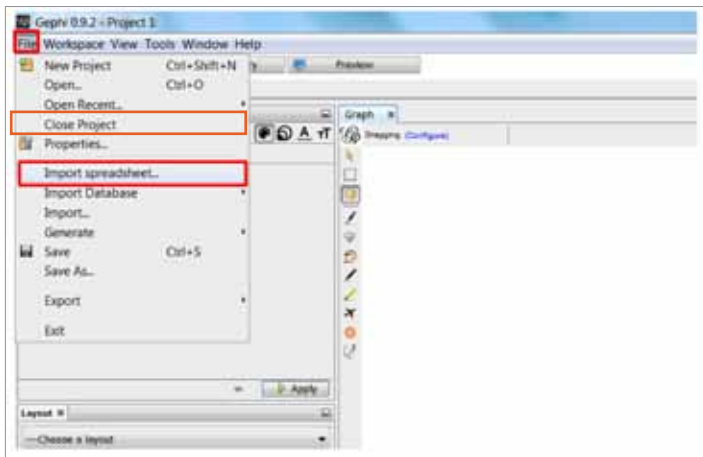 Gephi 0.9.2 - Project 1
File Workspace View Tools Window Help
New Project Ctrl+Shift+N
Preview
Open... Ctrl+O
Open Recent...
Close Project
Graph
Properties...
Dragging (Configure)
Import spreadsheet...
Import Database
Import...
Generate
Save Ctrl+S
Save As...
Export
Exit
Apply
Layout
---Choose a layout